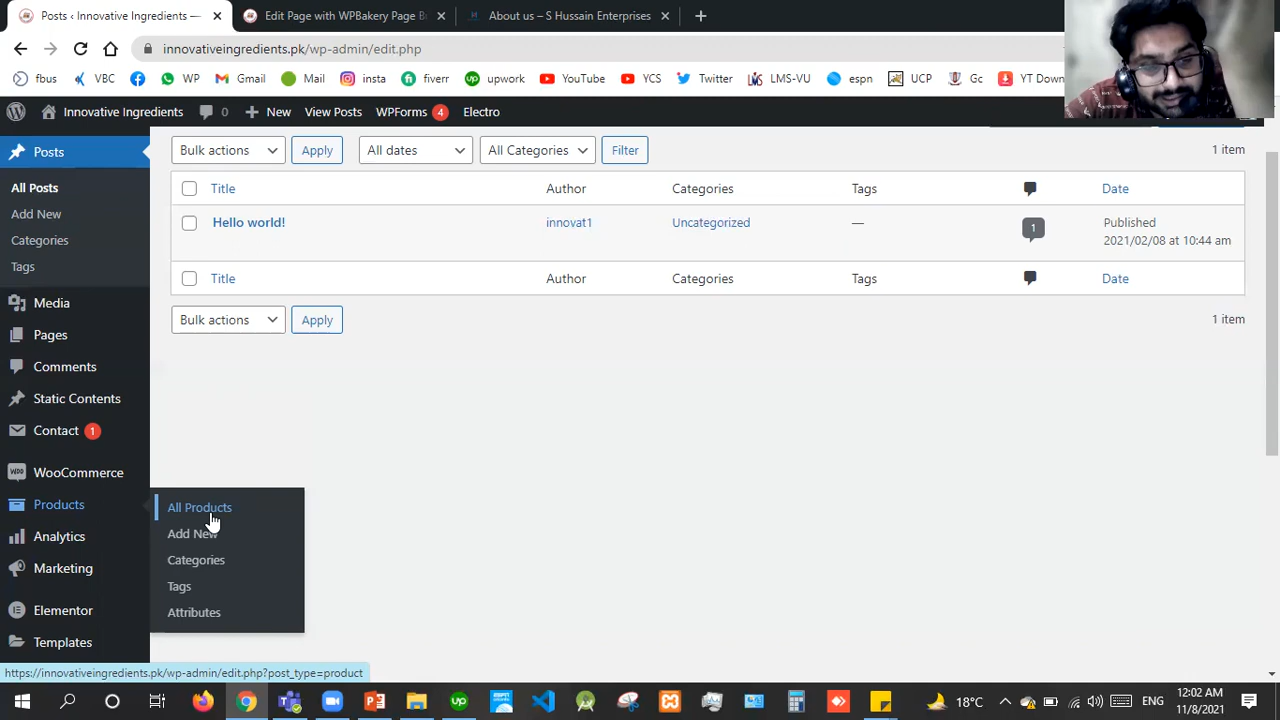 Posts ‹ Innovative Ingredients —
Edit Page with WPBakery Page Bu
About us – S Hussain Enterprises
innovativeingredients.pk/wp-admin/edit.php
fbus VBC WP Gmail Mail insta fiverr upwork YouTube YCS Twitter LMS-VU espn UCP Gc YT Down
Innovative Ingredients 0 New View Posts WPForms 4 Electro
Posts
All Posts
Add New
Categories
Tags
Media
Pages
Comments
Static Contents
Contact 1
WooCommerce
Products
Analytics
Marketing
Elementor
Templates
Bulk actions Apply All dates All Categories Filter 1 item
Title Author Categories Tags Date
Hello world! innovat1 Uncategorized — 1 Published
2021/02/08 at 10:44 am
Title Author Categories Tags Date
Bulk actions Apply 1 item
All Products
Add New
Categories
Tags
Attributes
https://innovativeingredients.pk/wp-admin/edit.php?post_type=product
18°C ENG 12:02 AM
11/8/2021